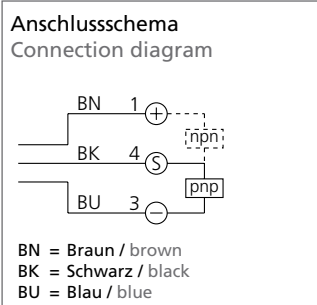 Anschlussschema
Connection diagram
BN 1 +
npn
BK 4 S
pnp
BU 3 −
BN = Braun / brown
BK = Schwarz / black
BU = Blau / blue